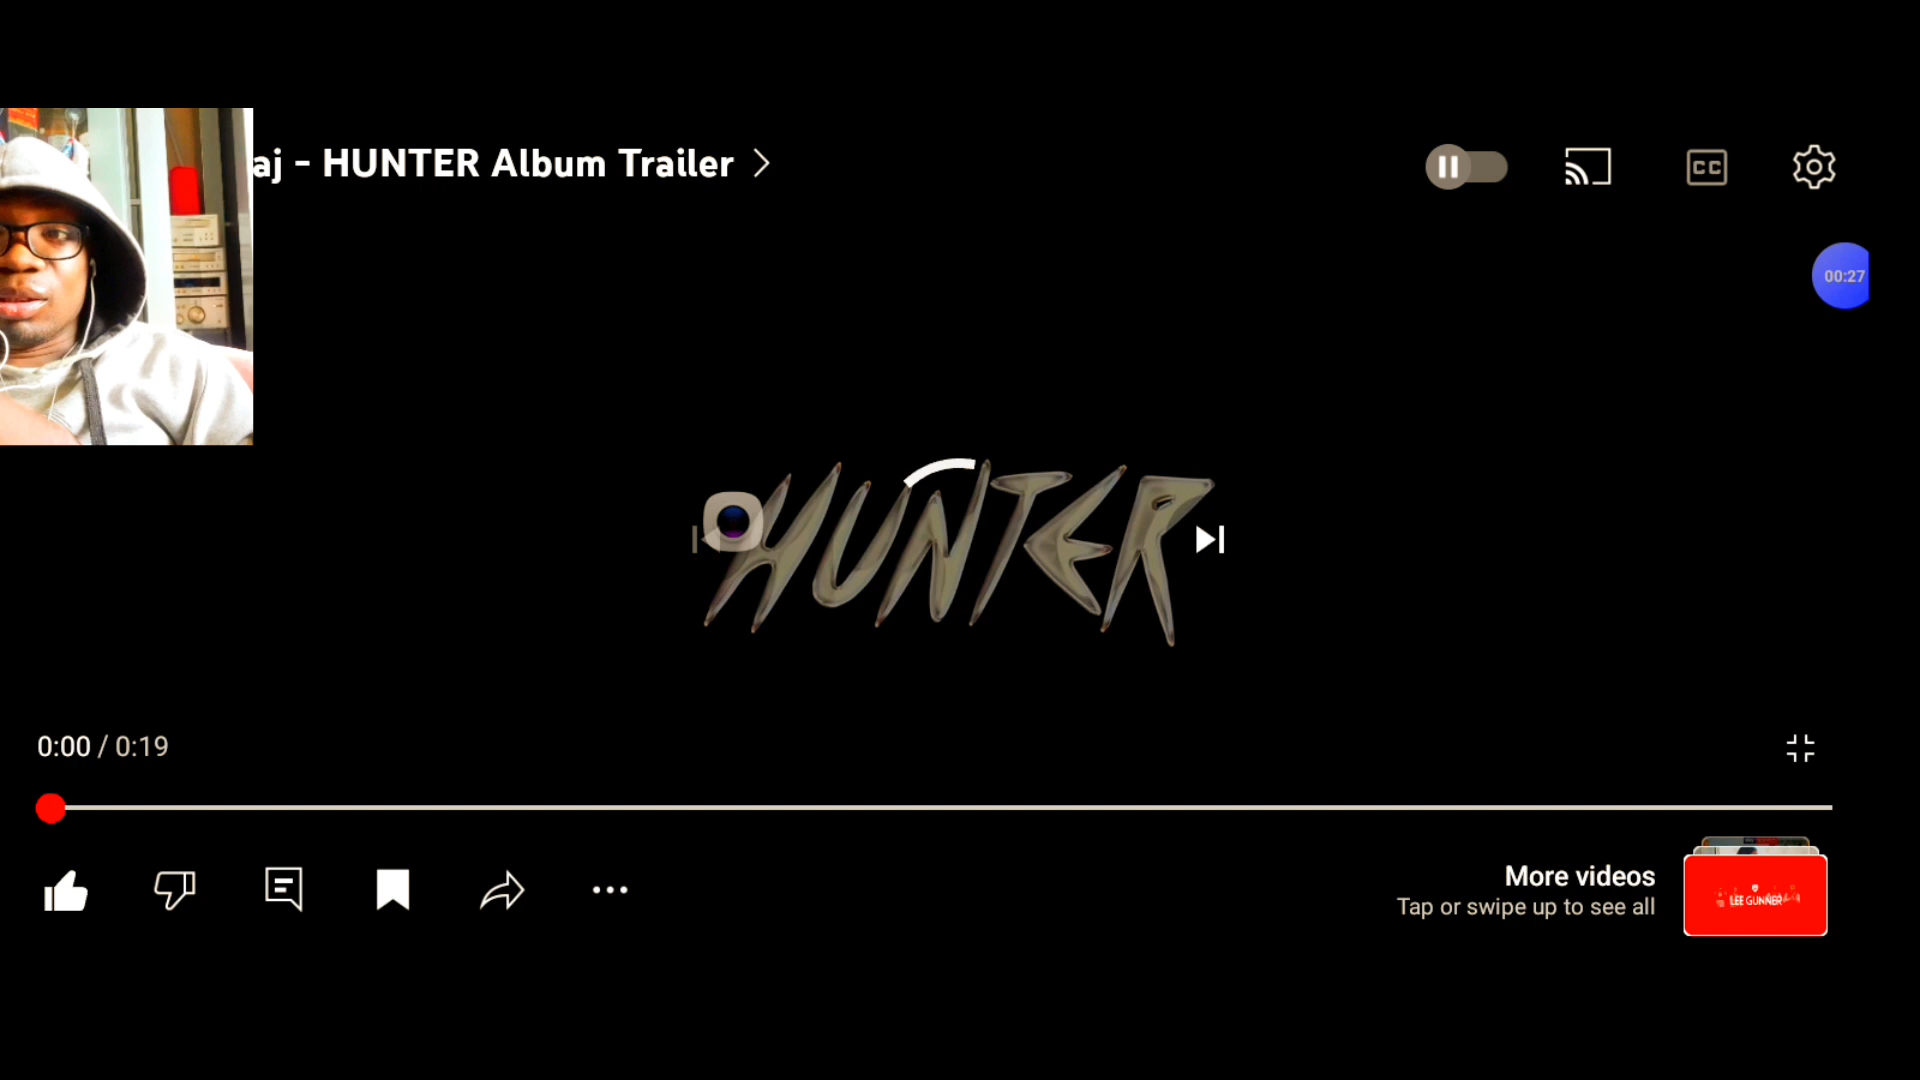 aj - HUNTER Album Trailer
CC
00:27
HUNTER
0:00 / 0:19
More videos
Tap or swipe up to see all
LEE GUNNER